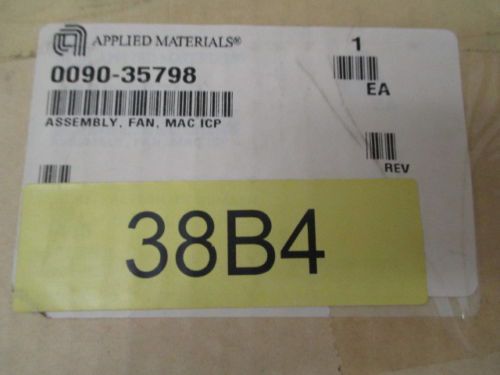 APPLIED MATERIALS®
1
0090-35798
EA
ASSEMBLY, FAN, MAC ICP
REV
38B4